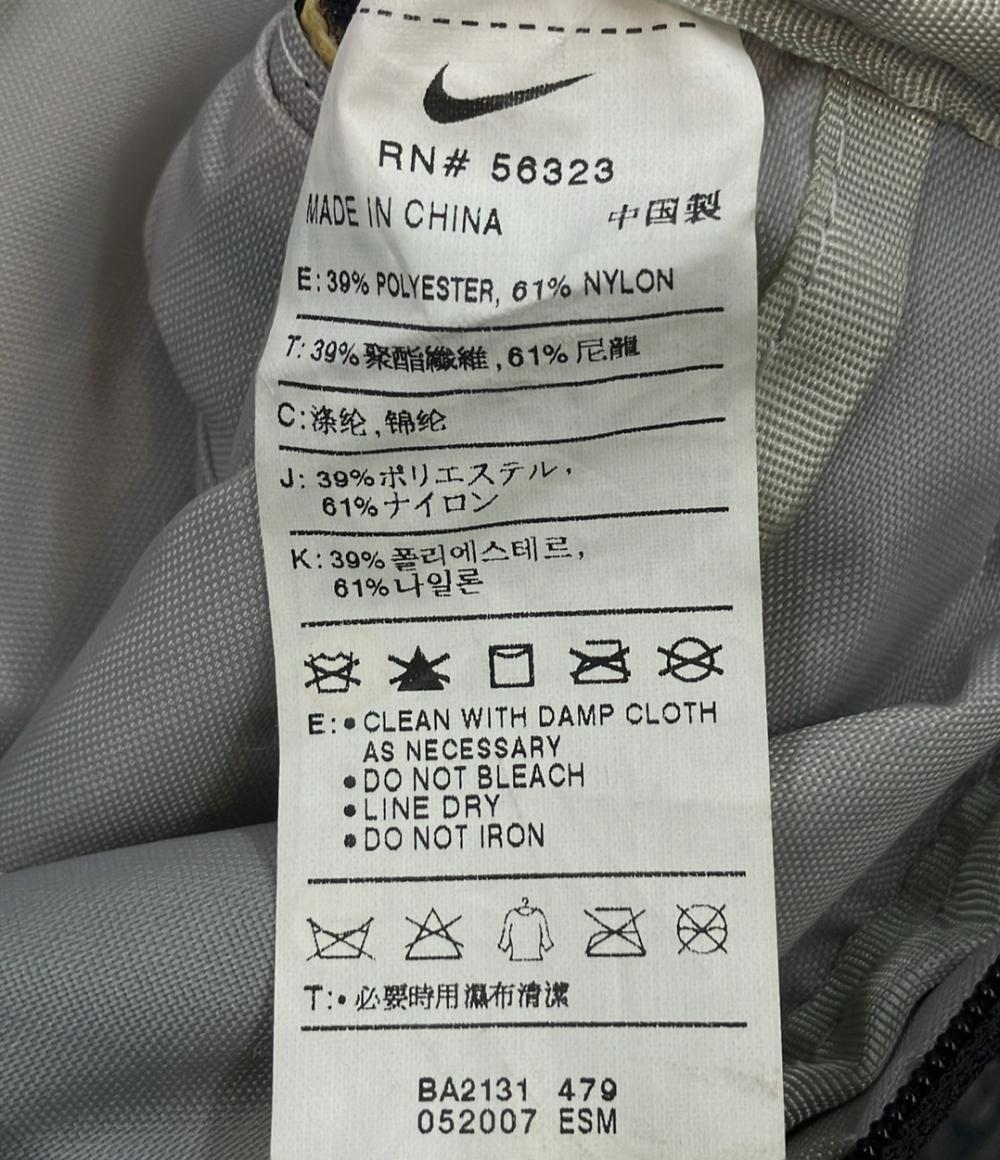 RN# 56323
MADE IN CHINA 中国製
E: 39% POLYESTER, 61% NYLON
T: 39% 聚酯纖維, 61% 尼龍
C: 涤纶, 锦纶
J: 39% ポリエステル,
61% ナイロン
K: 39% 폴리에스테르,
61% 나일론
E: • CLEAN WITH DAMP CLOTH
AS NECESSARY
• DO NOT BLEACH
• LINE DRY
• DO NOT IRON
T: • 必要時用濕布清潔
BA2131 479
052007 ESM